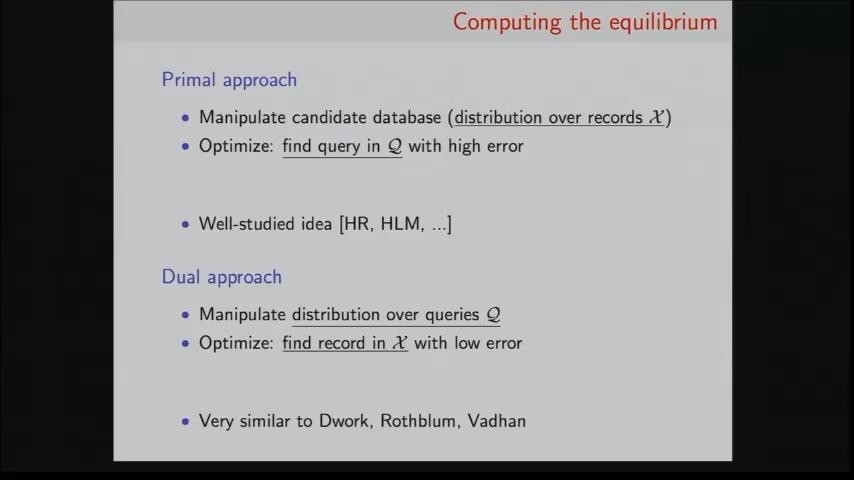 Computing the equilibrium
Primal approach
• Manipulate candidate database (distribution over records 𝒳)
• Optimize: find query in 𝒬 with high error
• Well-studied idea [HR, HLM, ...]
Dual approach
• Manipulate distribution over queries 𝒬
• Optimize: find record in 𝒳 with low error
• Very similar to Dwork, Rothblum, Vadhan